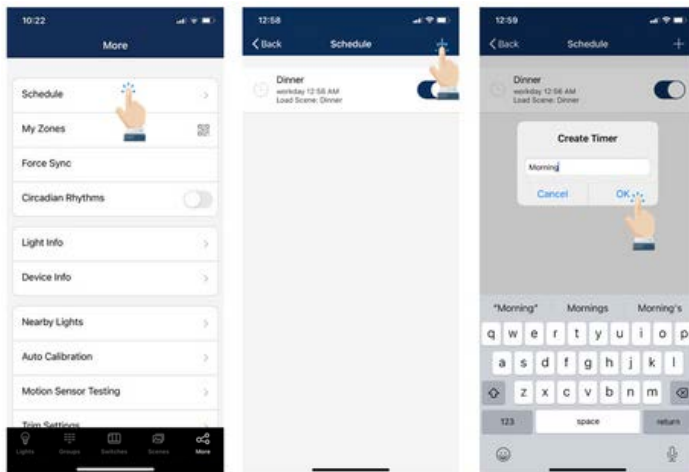 10:22
More
Schedule
My Zones
Force Sync
Circadian Rhythms
Light Info
Device Info
Nearby Lights
Auto Calibration
Motion Sensor Testing
Trim Settings
Lights Groups Switches Scenes More
12:58
Back Schedule
Dinner
workday 12:56 AM
Load Scene: Dinner
12:59
Back Schedule
Dinner
workday 12:56 AM
Load Scene: Dinner
Create Timer
Morning
Cancel OK
"Morning" Mornings Morning's
q w e r t y u i o p
a s d f g h j k l
z x c v b n m
123 space return